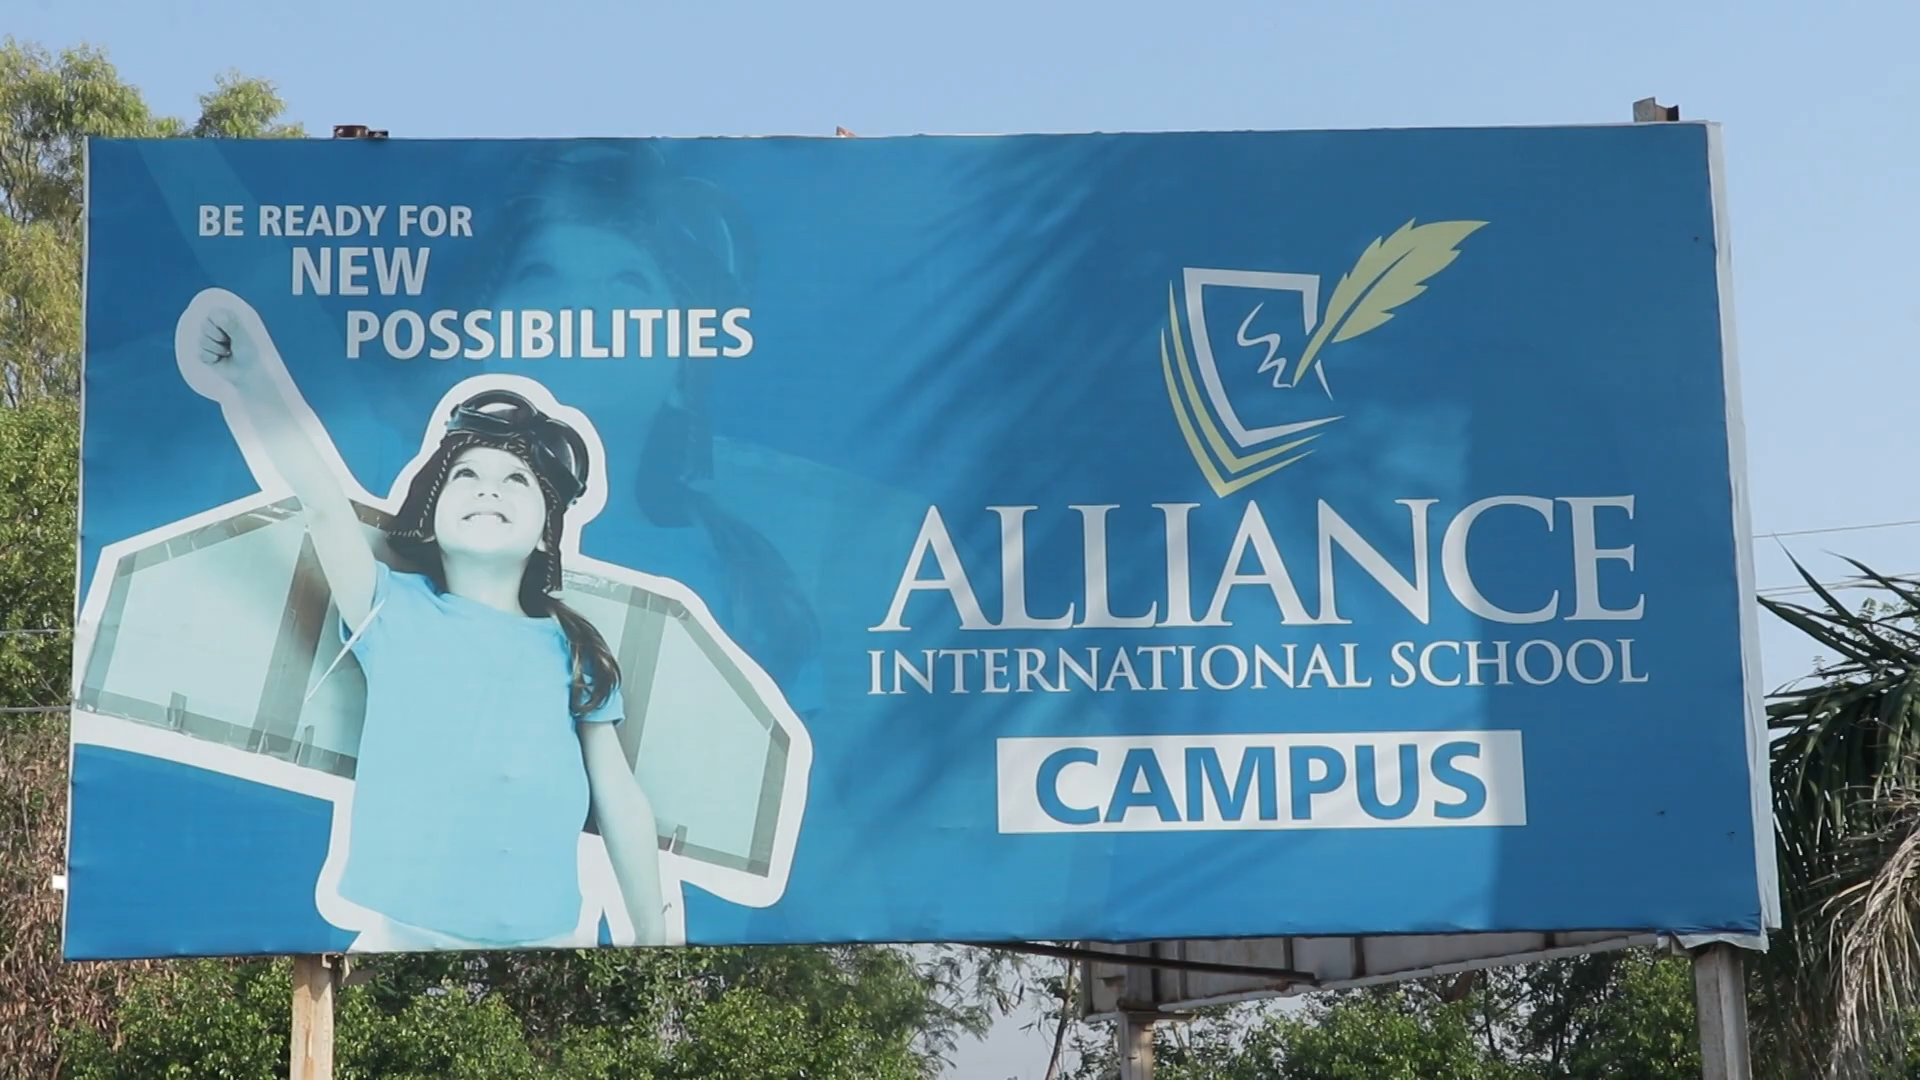 BE READY FOR
NEW
POSSIBILITIES
ALLIANCE
INTERNATIONAL SCHOOL
CAMPUS